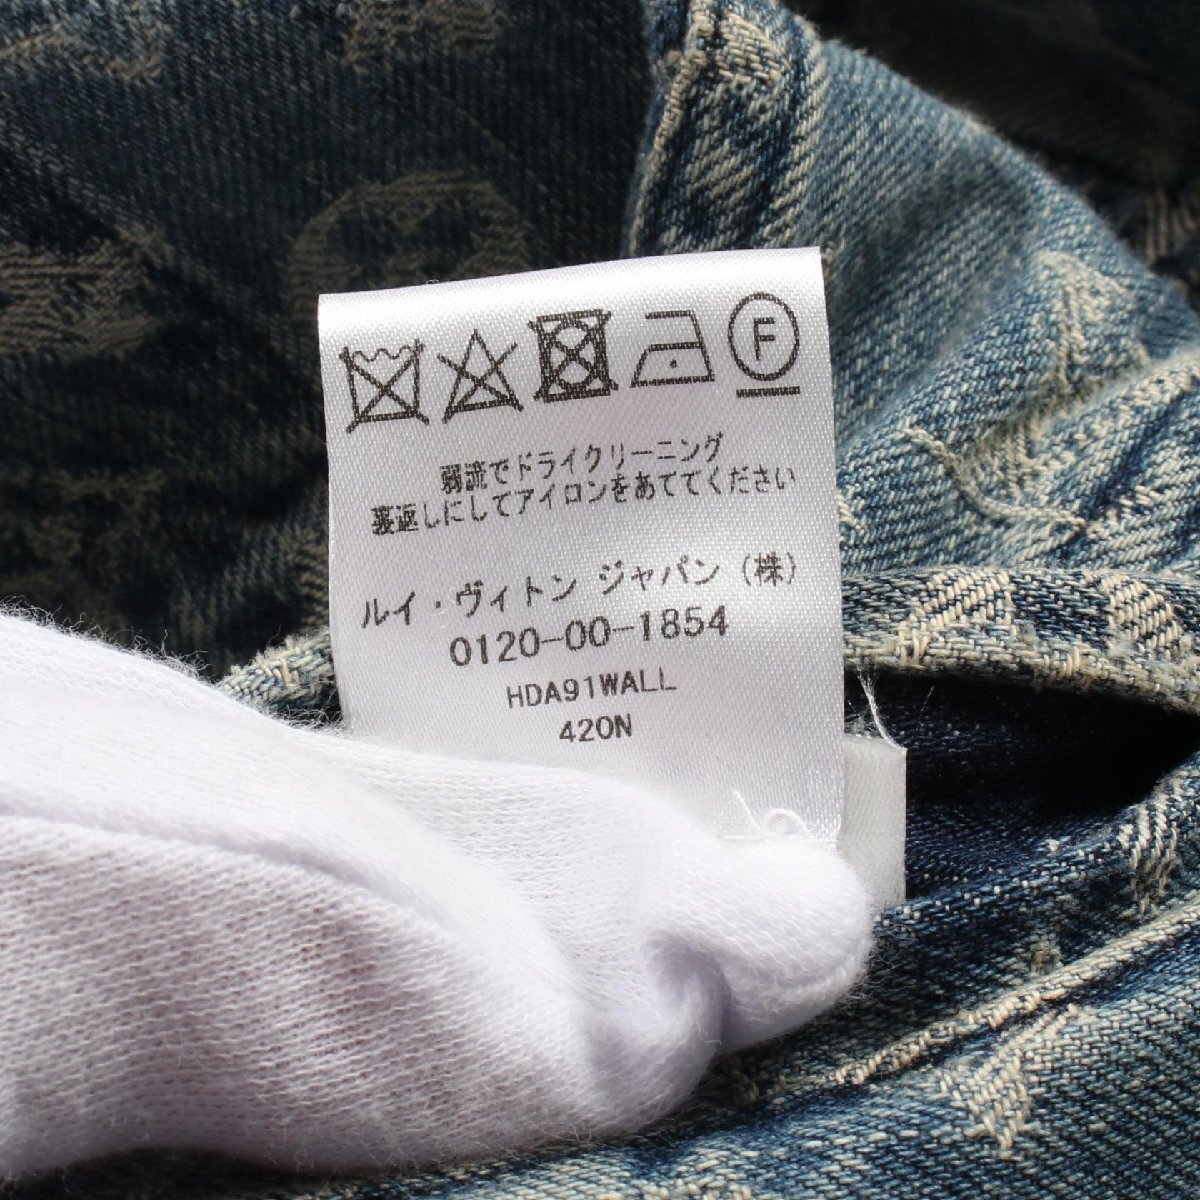 F
弱流でドライクリーニング
裏返しにしてアイロンをあててください
ルイ・ヴィトン ジャパン (株)
0120-00-1854
HDA91WALL
420N